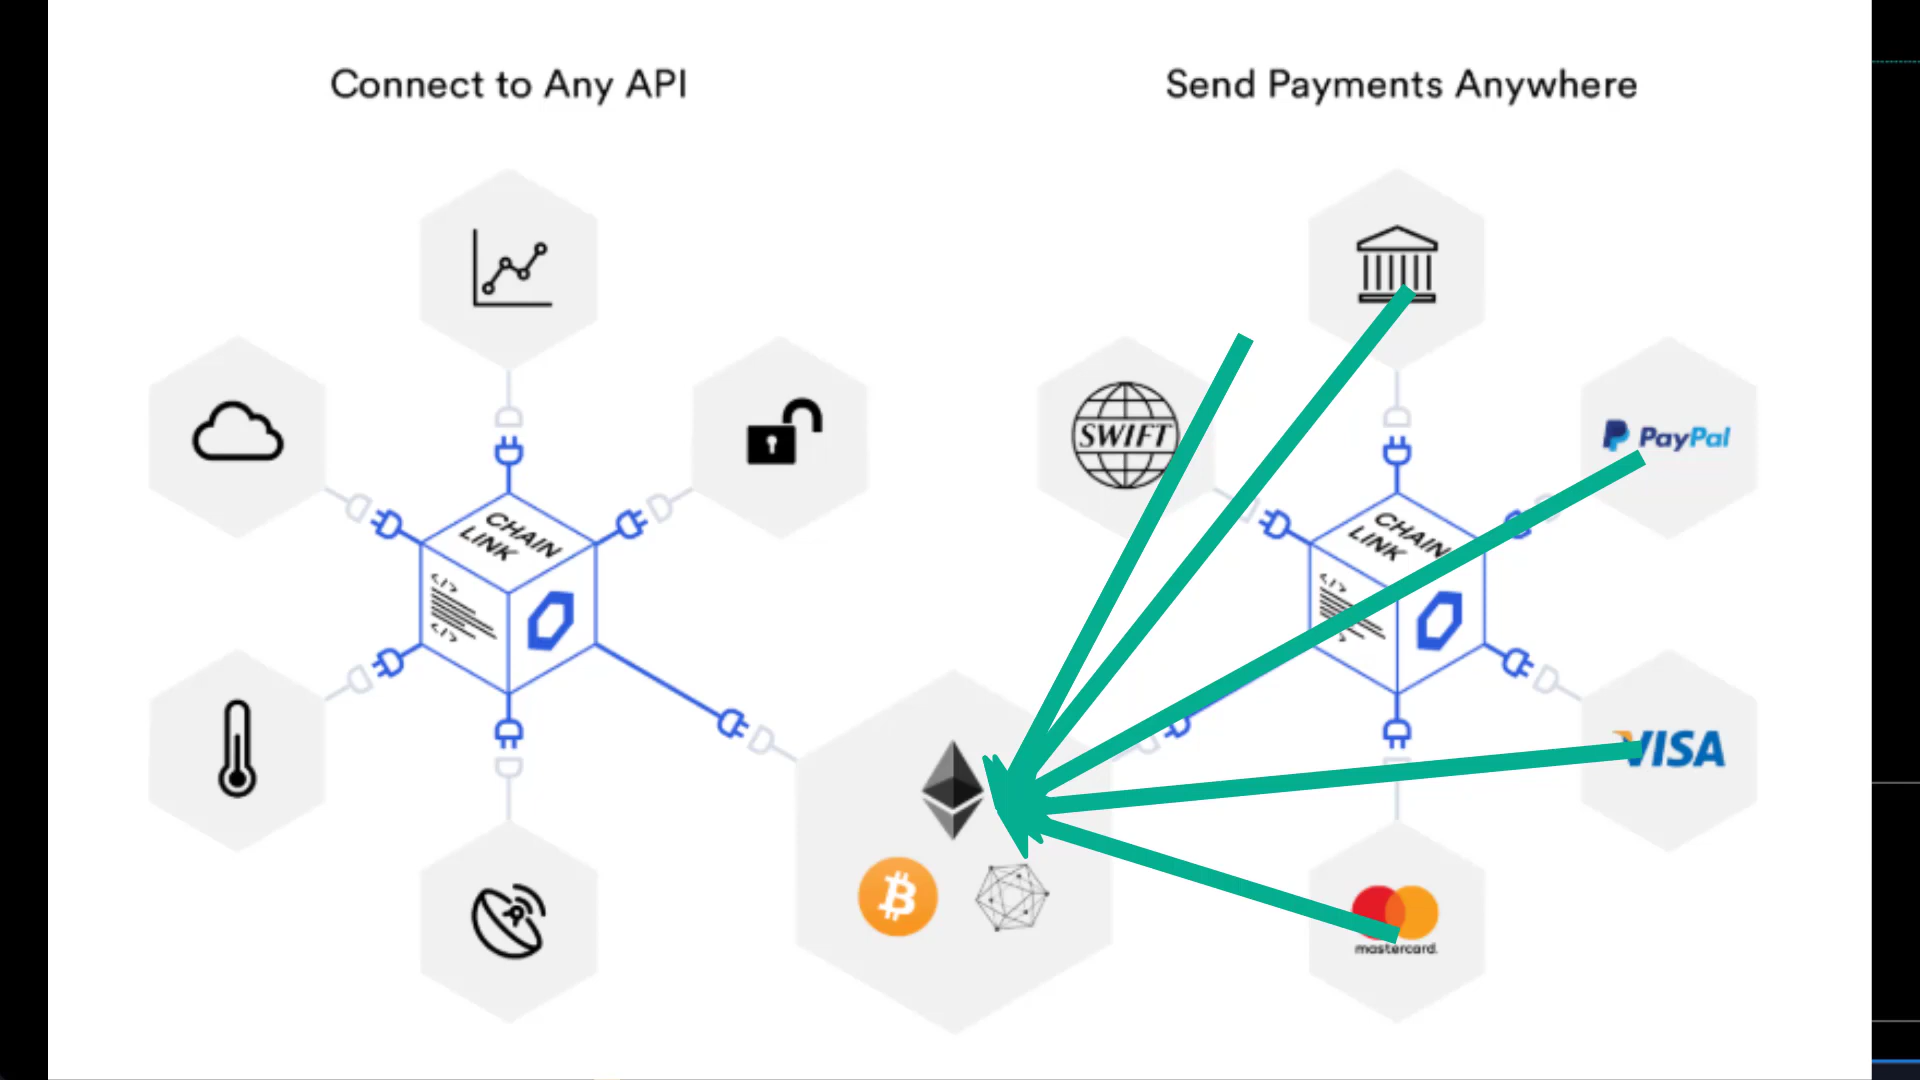 Connect to Any API
Send Payments Anywhere
SWIFT
PayPal
CHAIN
LINK
</>
</>
CHAIN
LINK
</>
VISA
mastercard.